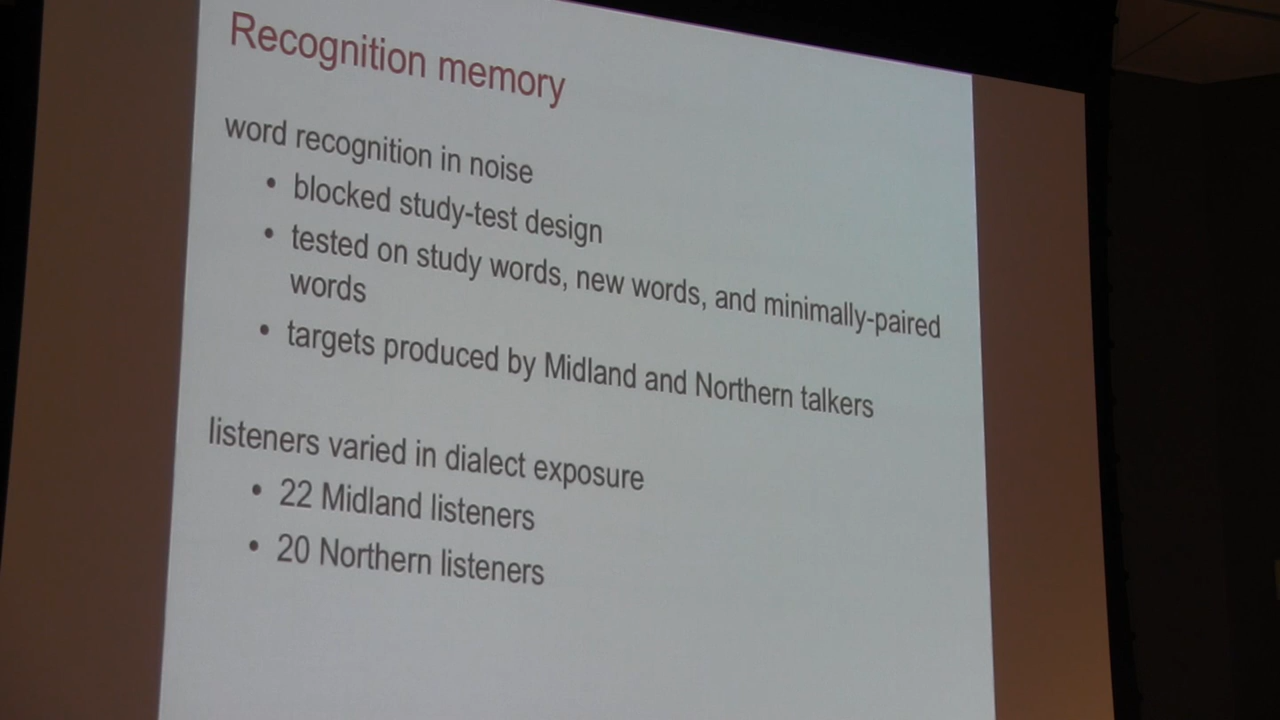 Recognition memory
word recognition in noise
• blocked study-test design
• tested on study words, new words, and minimally-paired
words
• targets produced by Midland and Northern talkers
listeners varied in dialect exposure
• 22 Midland listeners
• 20 Northern listeners